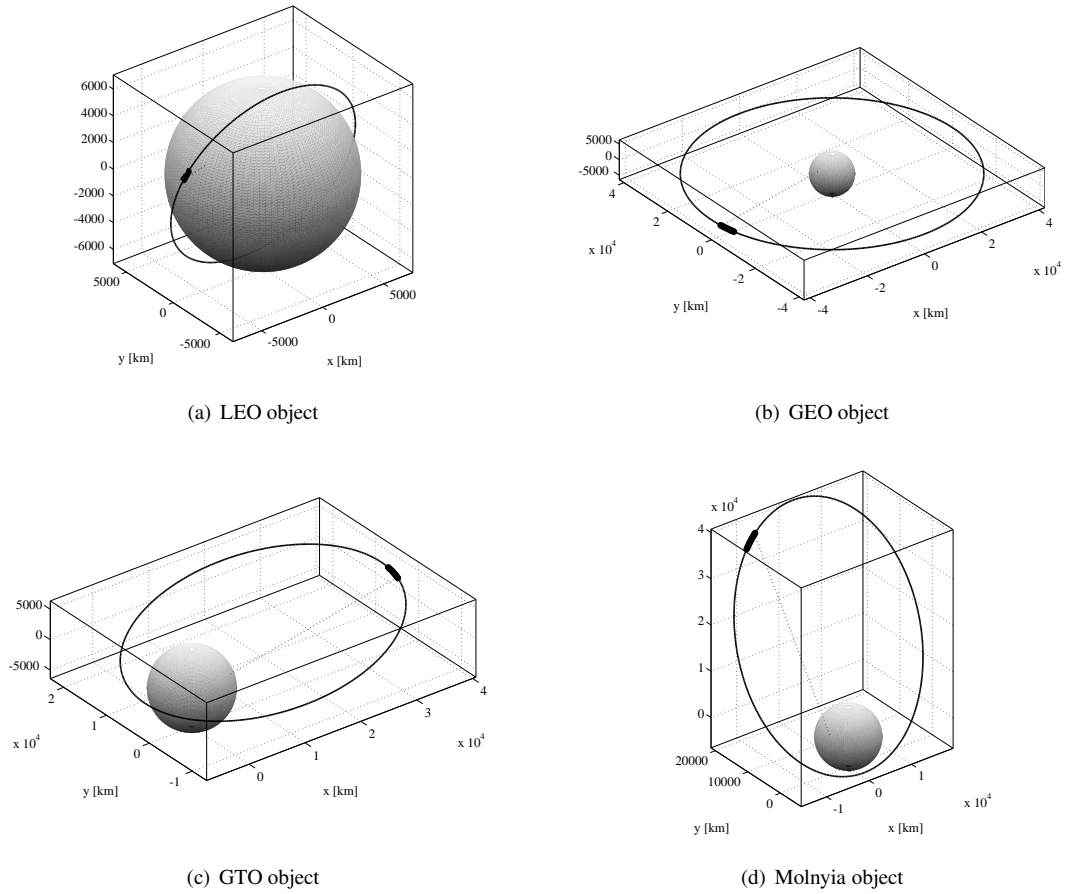 6000
4000
2000
0
-2000
-4000
-6000
5000
0
-5000
y [km]
-5000
0
5000
x [km]
(a) LEO object
5000
0
-5000
4
2
0
-2
-4
x 10^4
y [km]
-4
-2
0
2
4
x 10^4
x [km]
(b) GEO object
5000
0
-5000
2
1
0
-1
x 10^4
y [km]
0
1
2
3
4
x 10^4
x [km]
(c) GTO object
x 10^4
4
3
2
1
0
20000
10000
0
y [km]
-1
0
1
x 10^4
x [km]
(d) Molnyia object